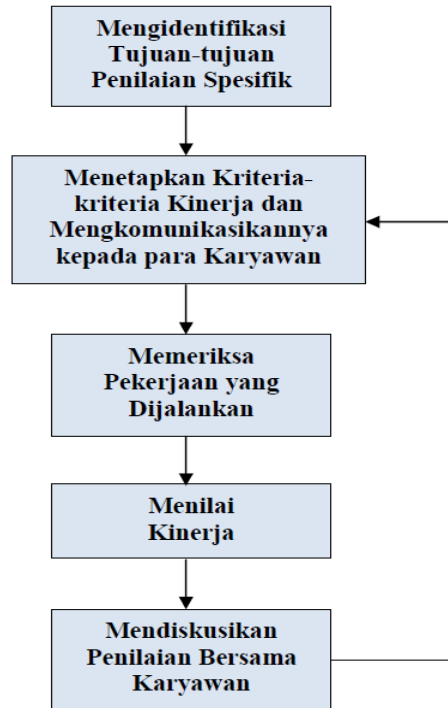 Mengidentifikasi
Tujuan-tujuan
Penilaian Spesifik
Menetapkan Kriteria-
kriteria Kinerja dan
Mengkomunikasikannya
kepada para Karyawan
Memeriksa
Pekerjaan yang
Dijalankan
Menilai
Kinerja
Mendiskusikan
Penilaian Bersama
Karyawan